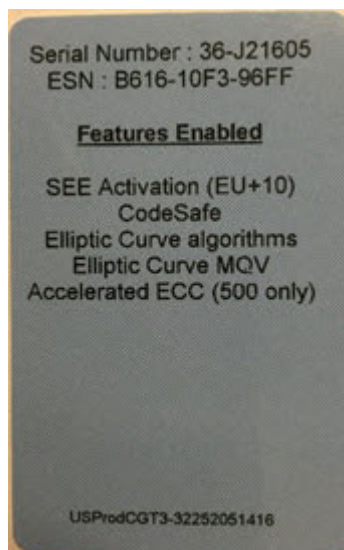 Serial Number : 36-J21605
ESN : B616-10F3-96FF
Features Enabled
SEE Activation (EU+10)
CodeSafe
Elliptic Curve algorithms
Elliptic Curve MQV
Accelerated ECC (500 only)
USProdCGT3-32252051416